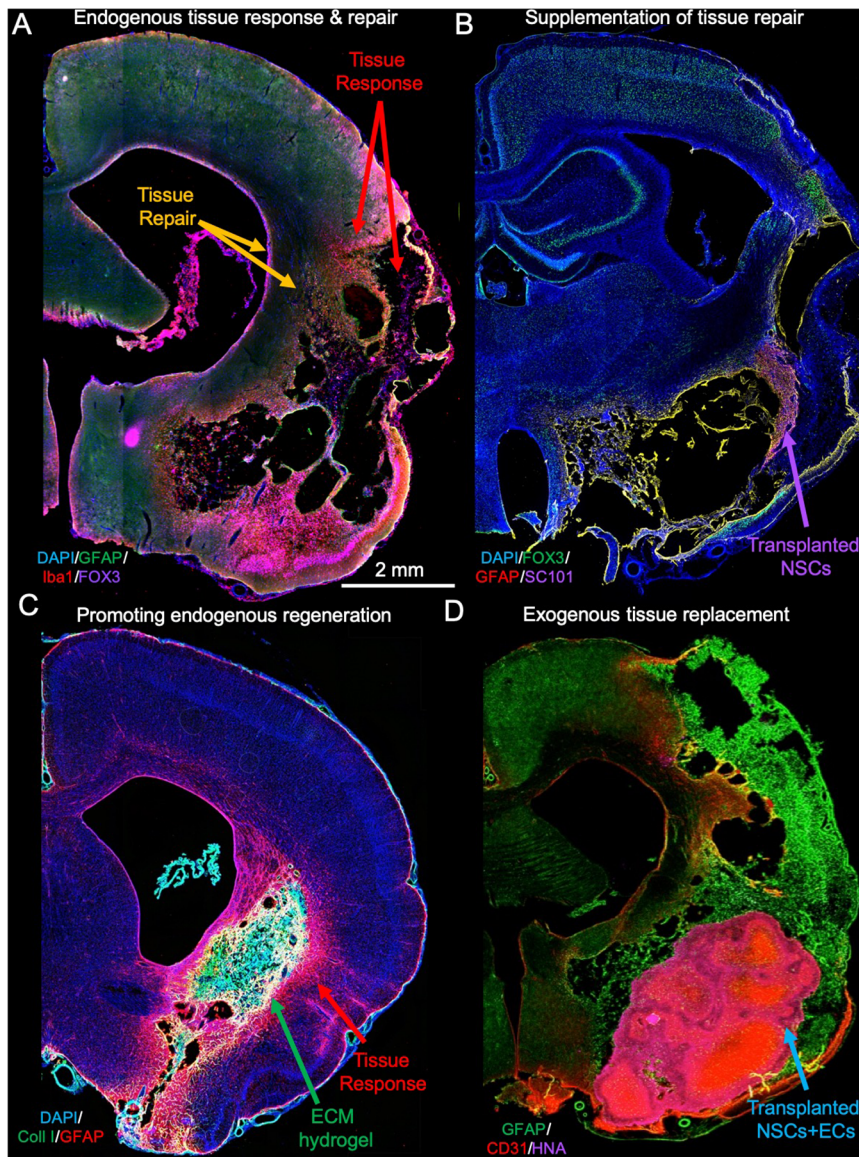 A
Endogenous tissue response & repair
Tissue
Response
Tissue
Repair
DAPI/GFAP/
Iba1/FOX3
2 mm
B
Supplementation of tissue repair
DAPI/FOX3/
GFAP/SC101
Transplanted
NSCs
C
Promoting endogenous regeneration
Tissue
Response
ECM
hydrogel
DAPI/
Coll I/GFAP
D
Exogenous tissue replacement
GFAP/
CD31/HNA
Transplanted
NSCs+ECs